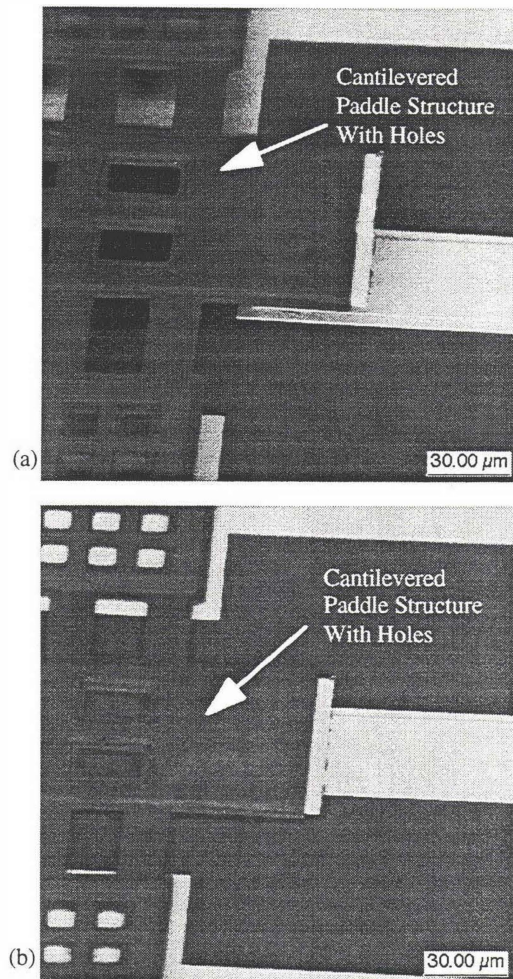 Cantilevered
Paddle Structure
With Holes
30.00 µm
(a)
Cantilevered
Paddle Structure
With Holes
30.00 µm
(b)